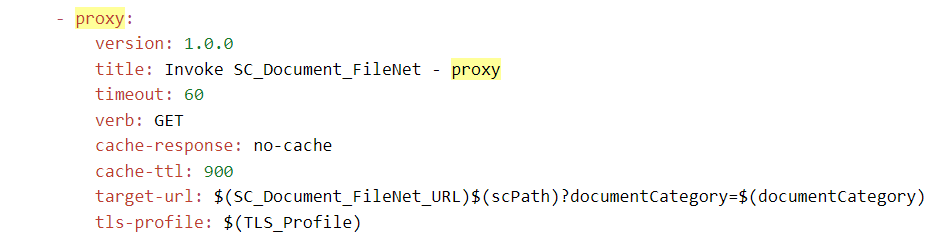 - proxy:
version: 1.0.0
title: Invoke SC_Document_FileNet - proxy
timeout: 60
verb: GET
cache-response: no-cache
cache-ttl: 900
target-url: $(SC_Document_FileNet_URL)$(scPath)?documentCategory=$(documentCategory)
tls-profile: $(TLS_Profile)